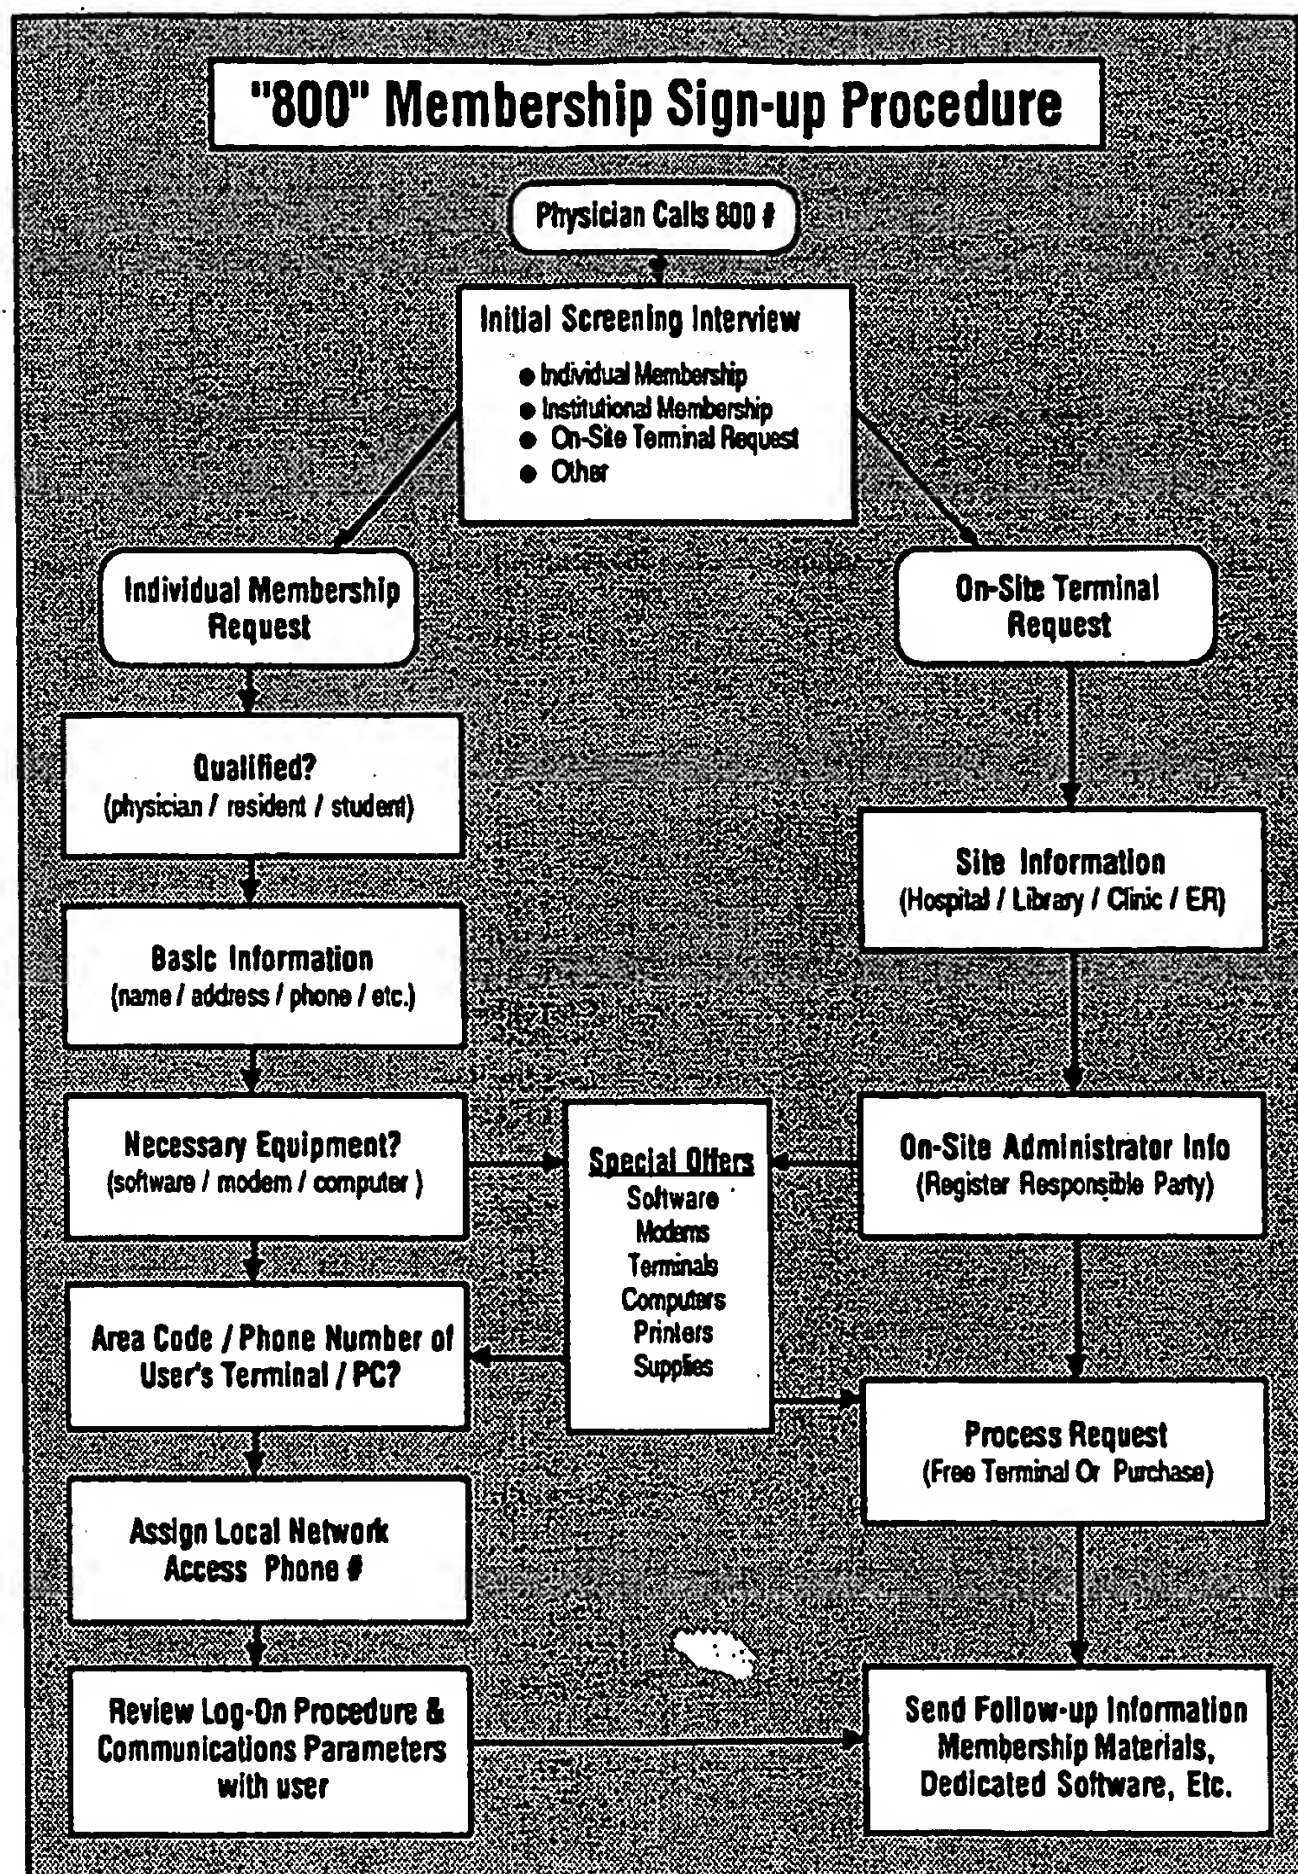 "800" Membership Sign-up Procedure
Physician Calls 800 #
Initial Screening Interview
● Individual Membership
● Institutional Membership
● On-Site Terminal Request
● Other
Individual Membership
Request
On-Site Terminal
Request
Qualified?
(physician / resident / student)
Site Information
(Hospital / Library / Clinic / ER)
Basic Information
(name / address / phone / etc.)
Necessary Equipment?
(software / modem / computer )
Special Offers
Software
Modems
Terminals
Computers
Printers
Supplies
On-Site Administrator Info
(Register Responsible Party)
Area Code / Phone Number of
User's Terminal / PC?
Process Request
(Free Terminal Or Purchase)
Assign Local Network
Access Phone #
Review Log-On Procedure &
Communications Parameters
with user
Send Follow-up Information
Membership Materials,
Dedicated Software, Etc.